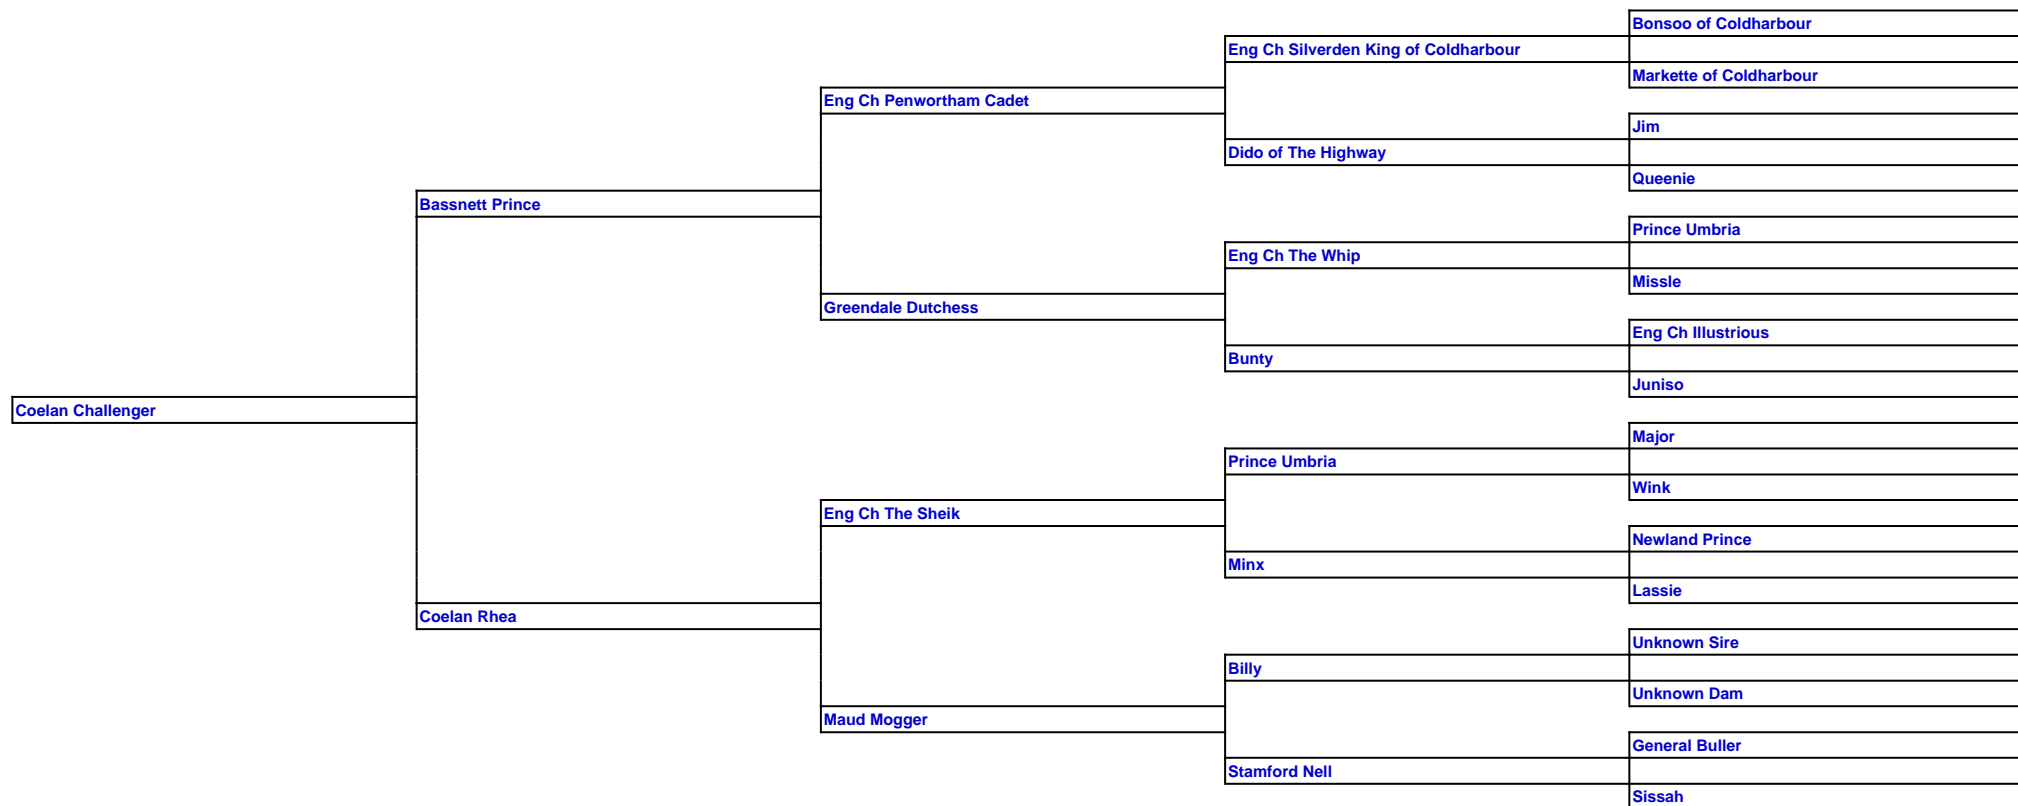 Bonsoo of Coldharbour
Eng Ch Silverden King of Coldharbour
Markette of Coldharbour
Eng Ch Penwortham Cadet
Jim
Dido of The Highway
Queenie
Bassnett Prince
Prince Umbria
Eng Ch The Whip
Missle
Greendale Dutchess
Eng Ch Illustrious
Bunty
Juniso
Coelan Challenger
Major
Prince Umbria
Wink
Eng Ch The Sheik
Newland Prince
Minx
Lassie
Coelan Rhea
Unknown Sire
Billy
Unknown Dam
Maud Mogger
General Buller
Stamford Nell
Sissah